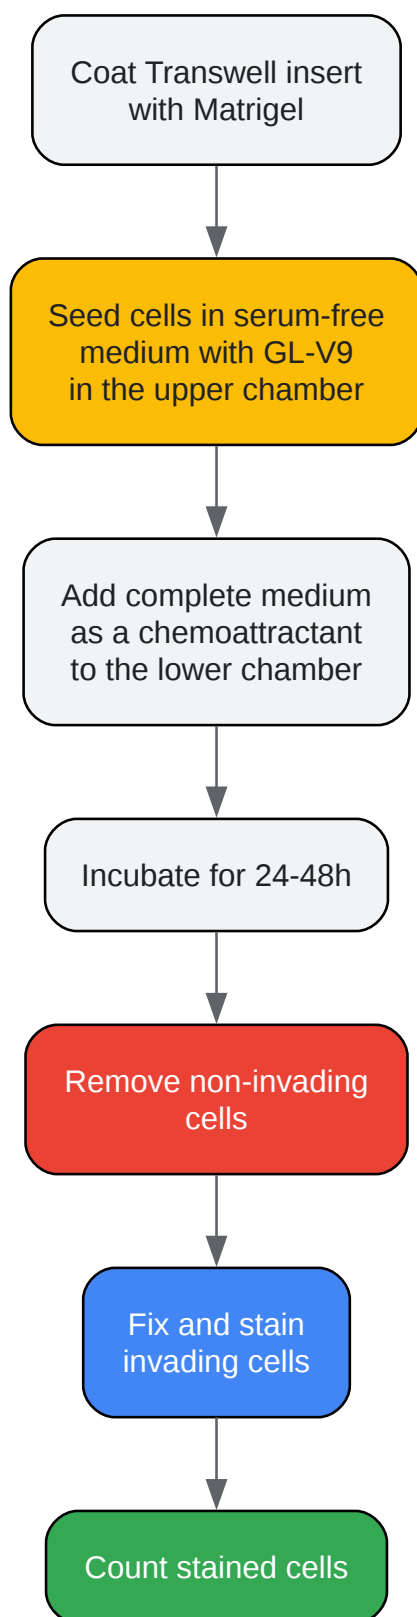 Coat Transwell insert
with Matrigel
Seed cells in serum-free
medium with GL-V9
in the upper chamber
Add complete medium
as a chemoattractant
to the lower chamber
Incubate for 24-48h
Remove non-invading
cells
Fix and stain
invading cells
Count stained cells